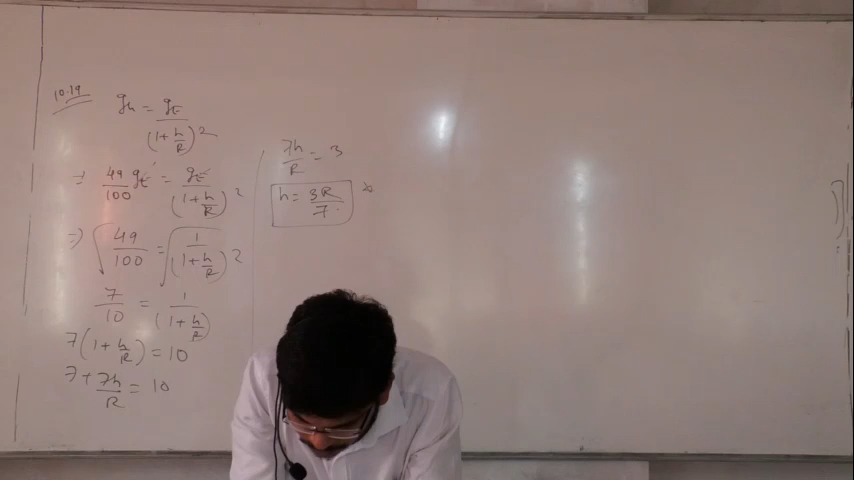 10.19
gh = gE / (1 + h/R)²
⇒ 49/100 gE = gE / (1 + h/R)²
⇒ √(49/100) = √(1 / (1 + h/R)²)
7/10 = 1 / (1 + h/R)
7(1 + h/R) = 10
7 + 7h/R = 10
7h/R = 3
h = 3R/7